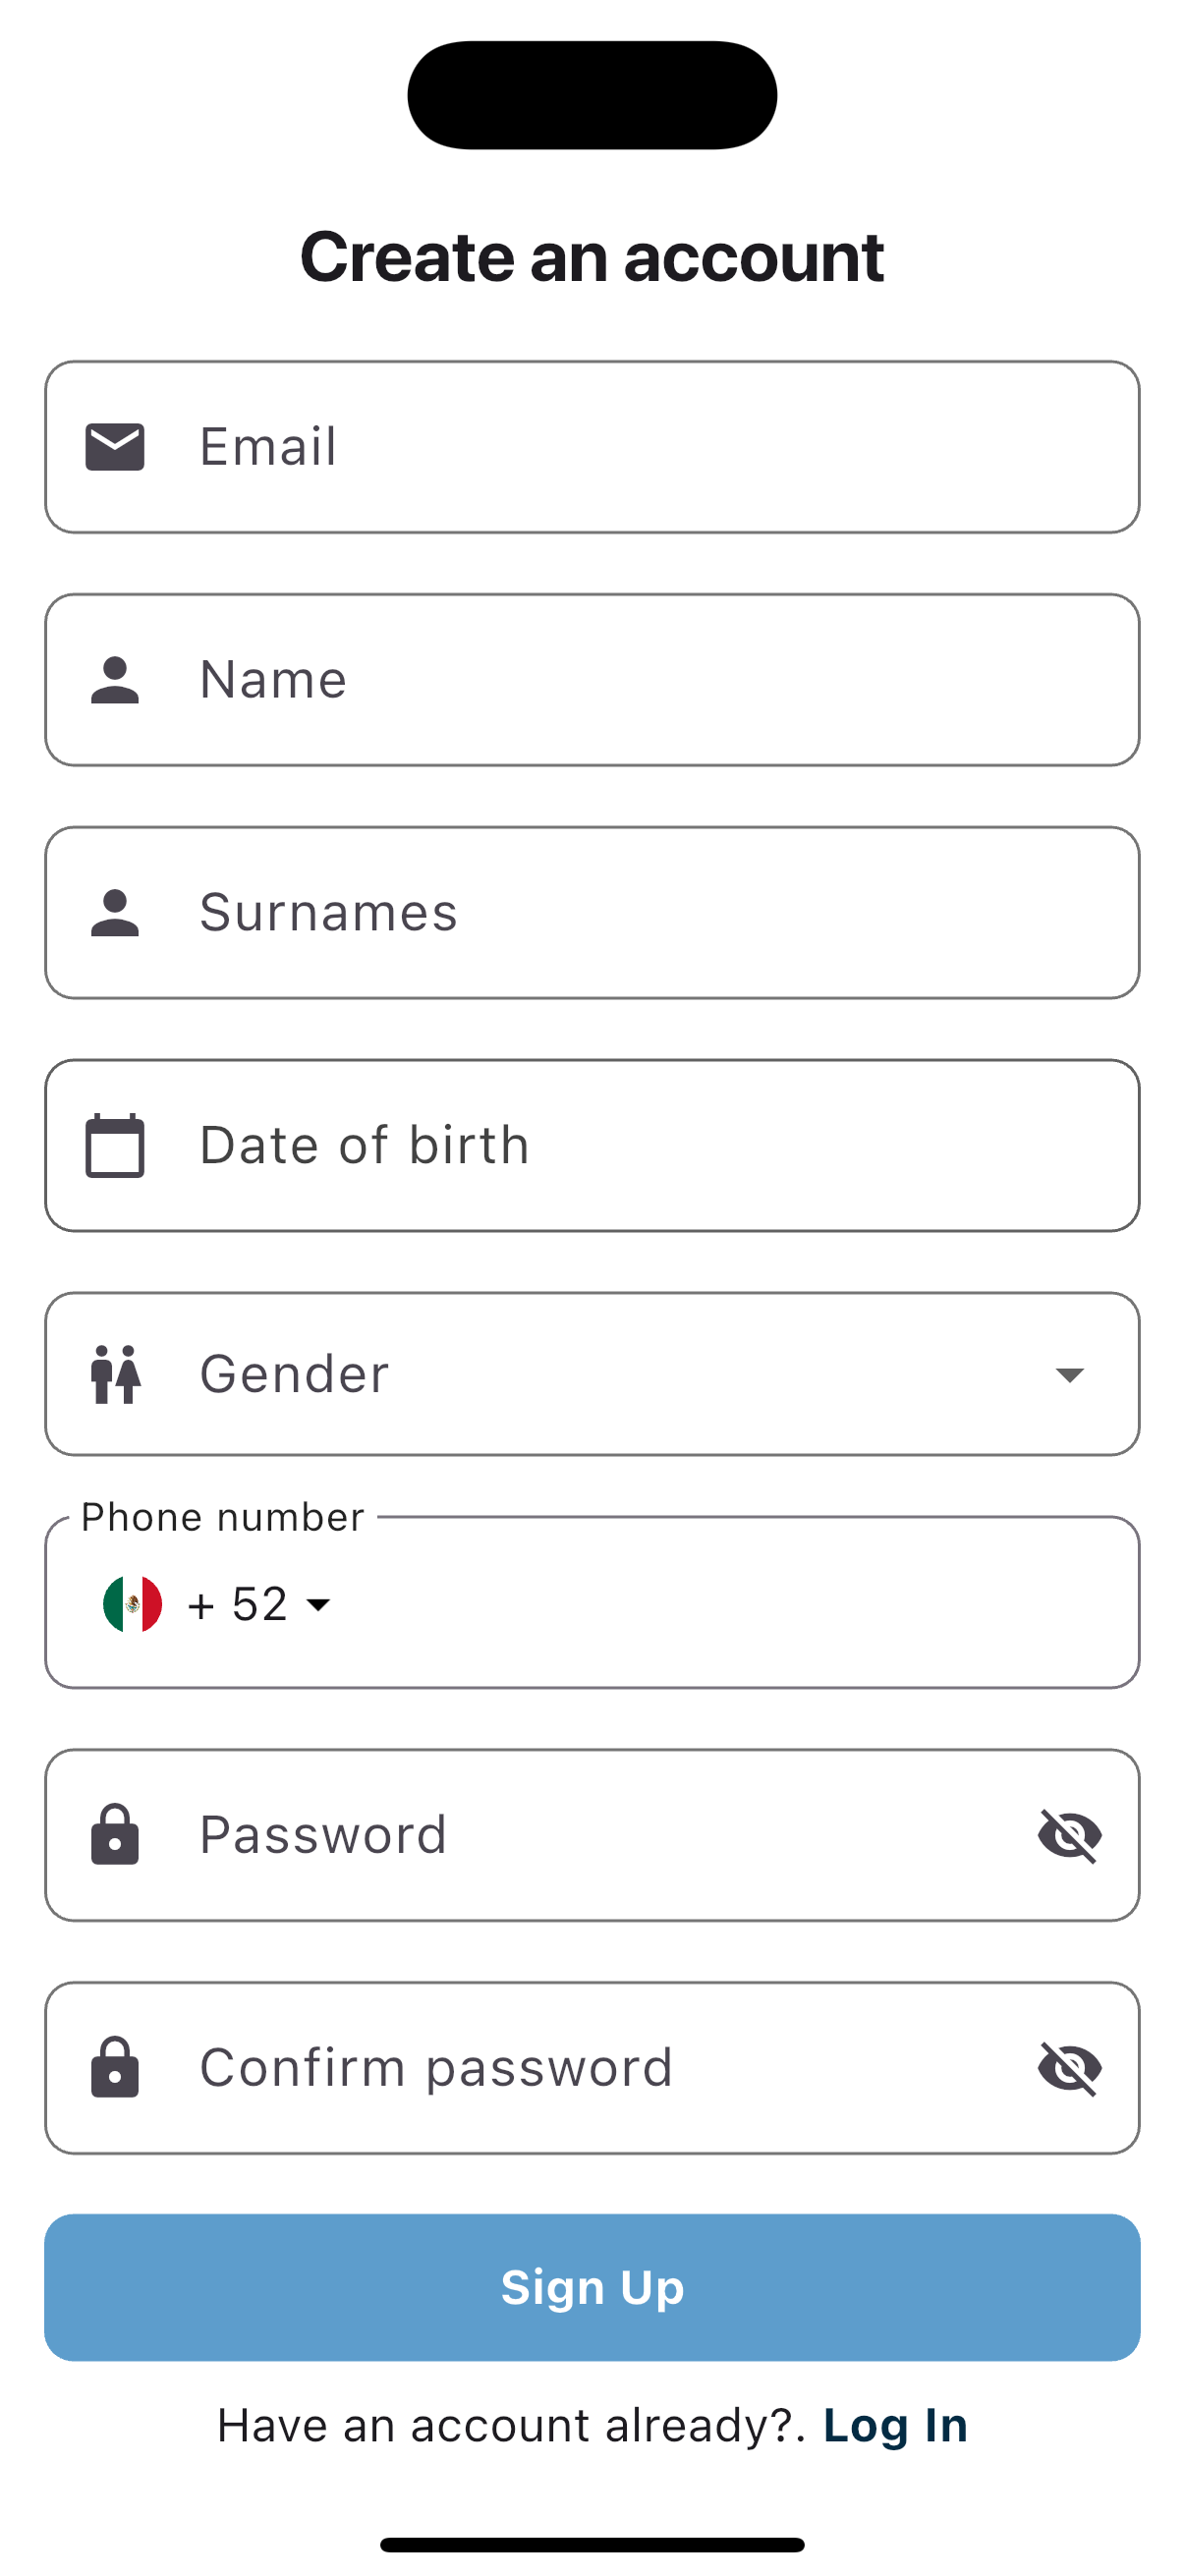 Create an account
Email
Name
Surnames
Date of birth
Gender
Phone number
+ 52
Password
Confirm password
Sign Up
Have an account already?. Log In